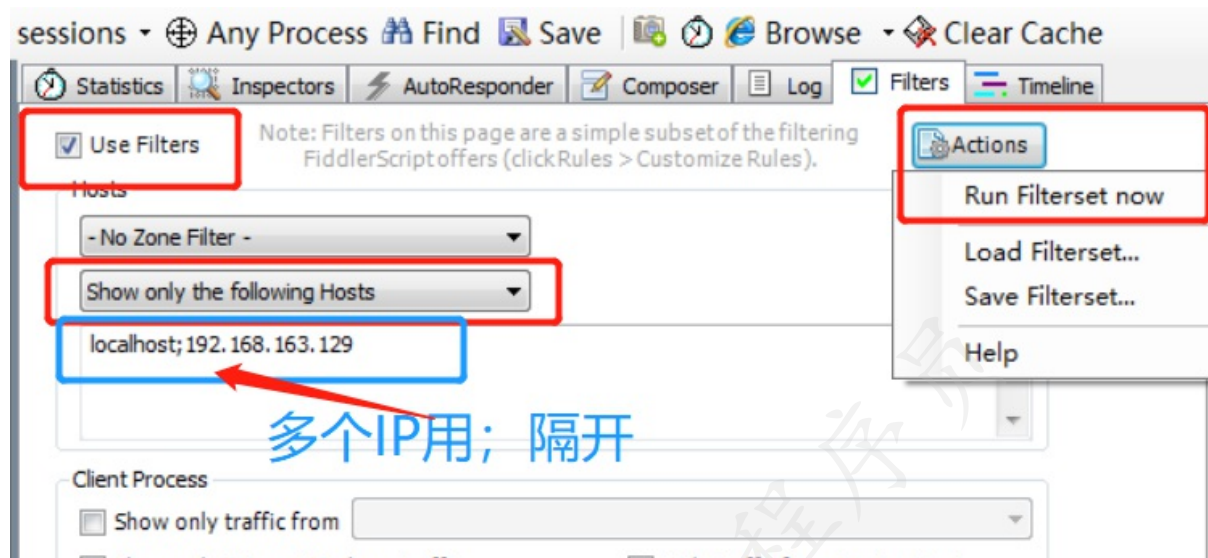 sessions Any Process Find Save Browse Clear Cache
Statistics Inspectors AutoResponder Composer Log Filters Timeline
Use Filters
Note: Filters on this page are a simple subset of the filtering
FiddlerScript offers (click Rules > Customize Rules).
Actions
Run Filterset now
Load Filterset...
Save Filterset...
Help
Hosts
- No Zone Filter -
Show only the following Hosts
localhost;192.168.163.129
多个IP用；隔开
Client Process
Show only traffic from
程序员